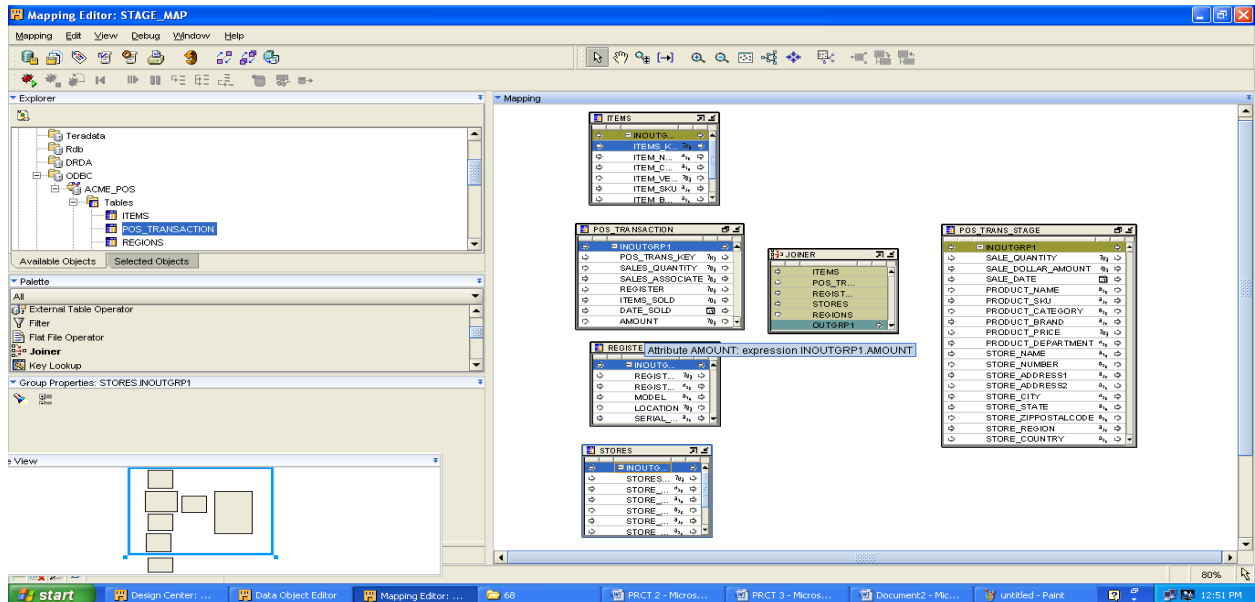 Mapping Editor: STAGE_MAP
Mapping Edit View Debug Window Help
Explorer
Teradata
Rdb
DRDA
ODBC
ACME_POS
Tables
ITEMS
POS_TRANSACTION
REGIONS
Available Objects Selected Objects
Palette
All
External Table Operator
Filter
Flat File Operator
Joiner
Key Lookup
Group Properties: STORES.INOUTGRP1
e View
Mapping
ITEMS
INOUTG...
ITEMS_K...
ITEM_N...
ITEM_C...
ITEM_VE...
ITEM_SKU
ITEM_B...
POS_TRANSACTION
INOUTGRP1
POS_TRANS_KEY
SALES_QUANTITY
SALES_ASSOCIATE
REGISTER
ITEMS_SOLD
DATE_SOLD
AMOUNT
REGISTE
Attribute AMOUNT: expression INOUTGRP1.AMOUNT
INOUTG...
REGIST...
REGIST...
MODEL
LOCATION
SERIAL_...
STORES
INOUTG...
STORES...
STORE_...
STORE_...
STORE_...
STORE_...
STORE ...
JOINER
ITEMS
POS_TR...
REGIST...
STORES
REGIONS
OUTGRP1
POS_TRANS_STAGE
INOUTGRP1
SALE_QUANTITY
SALE_DOLLAR_AMOUNT
SALE_DATE
PRODUCT_NAME
PRODUCT_SKU
PRODUCT_CATEGORY
PRODUCT_BRAND
PRODUCT_PRICE
PRODUCT_DEPARTMENT
STORE_NAME
STORE_NUMBER
STORE_ADDRESS1
STORE_ADDRESS2
STORE_CITY
STORE_STATE
STORE_ZIPPOSTALCODE
STORE_REGION
STORE_COUNTRY
80%
start Design Center: ... Data Object Editor Mapping Editor: ... 68 PRCT 2 - Micros... PRCT 3 - Micros... Document2 - Mic... untitled - Paint 12:51 PM